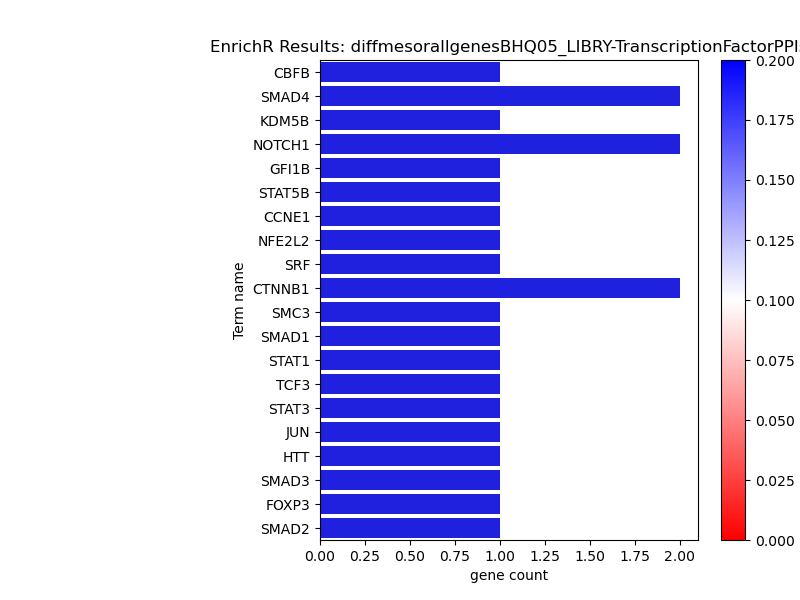 EnrichR Results: diffmesorallgenesBHQ05_LIBRY-TranscriptionFactorPPIs
CBFB
SMAD4
KDM5B
NOTCH1
GFI1B
STAT5B
CCNE1
NFE2L2
SRF
CTNNB1
SMC3
SMAD1
STAT1
TCF3
STAT3
JUN
HTT
SMAD3
FOXP3
SMAD2
Term name
0.00 0.25 0.50 0.75 1.00 1.25 1.50 1.75 2.00
gene count
0.200
0.175
0.150
0.125
0.100
0.075
0.050
0.025
0.000